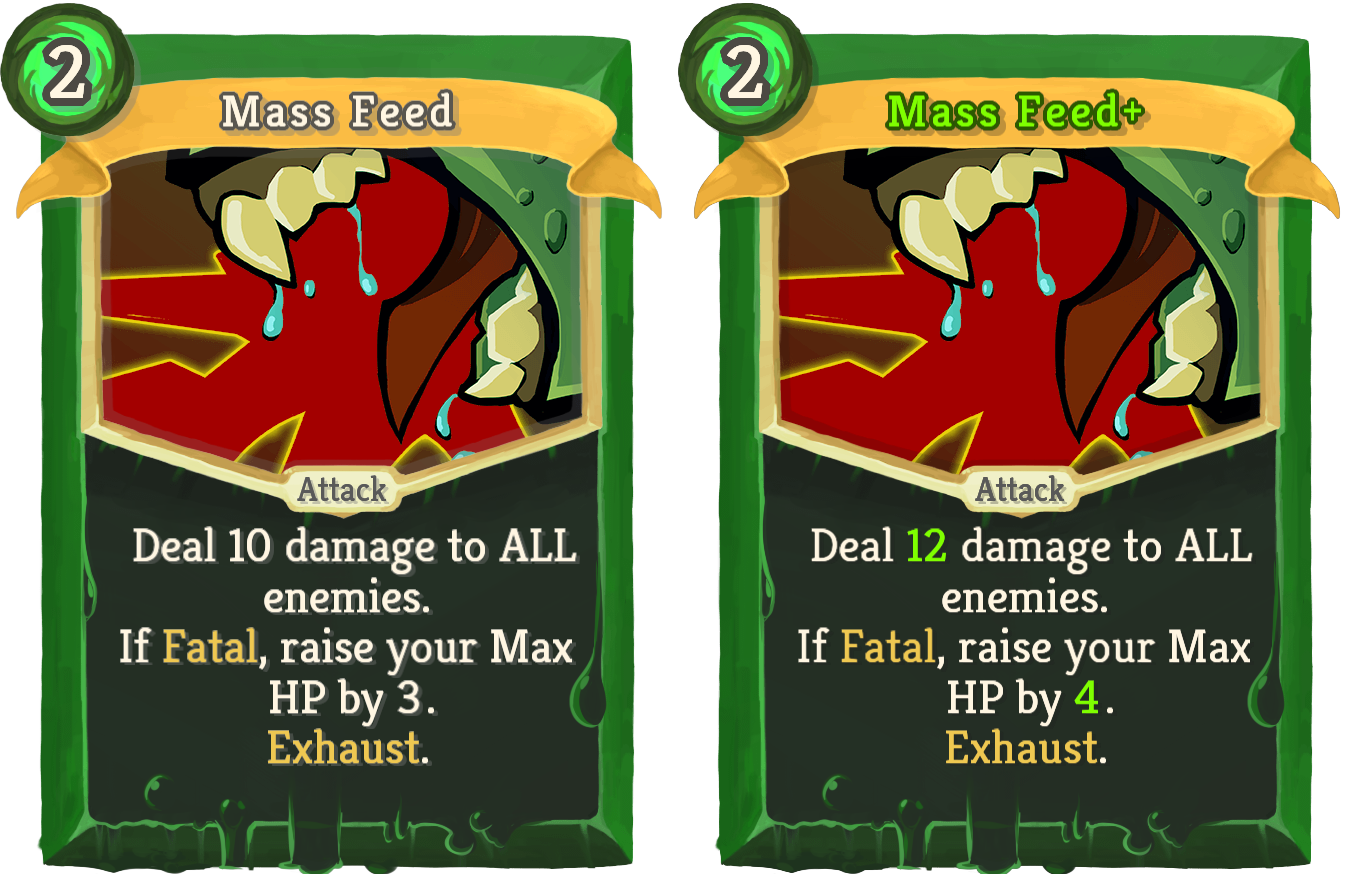 2
Mass Feed
Attack
Deal 10 damage to ALL
enemies.
If Fatal, raise your Max
HP by 3.
Exhaust.
2
Mass Feed+
Attack
Deal 12 damage to ALL
enemies.
If Fatal, raise your Max
HP by 4.
Exhaust.